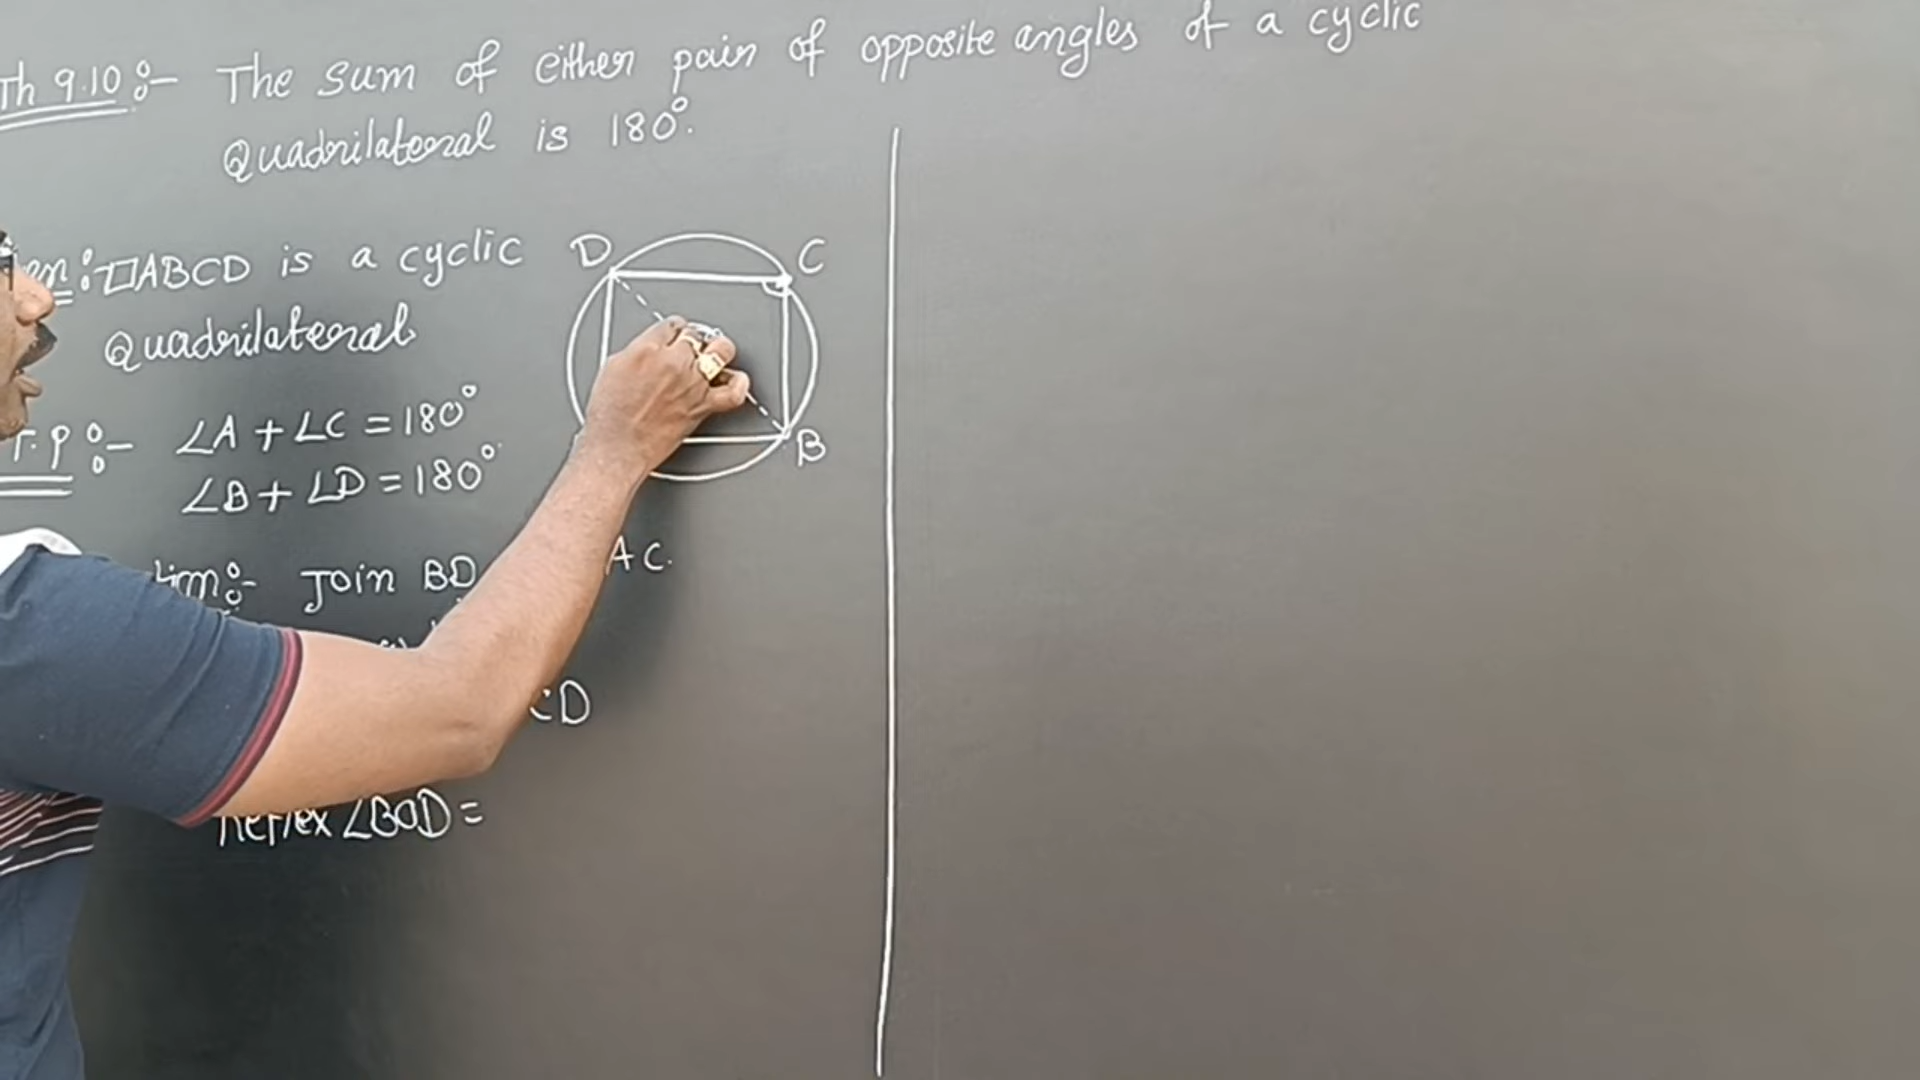 Th 9.10 :- The sum of either pair of opposite angles of a cyclic
Quadrilateral is 180°.
□ABCD is a cyclic
Quadrilateral.
T.P :- ∠A + ∠C = 180°
∠B + ∠D = 180°
Join BD AC.
CD
Reflex ∠BOD =
D
C
B